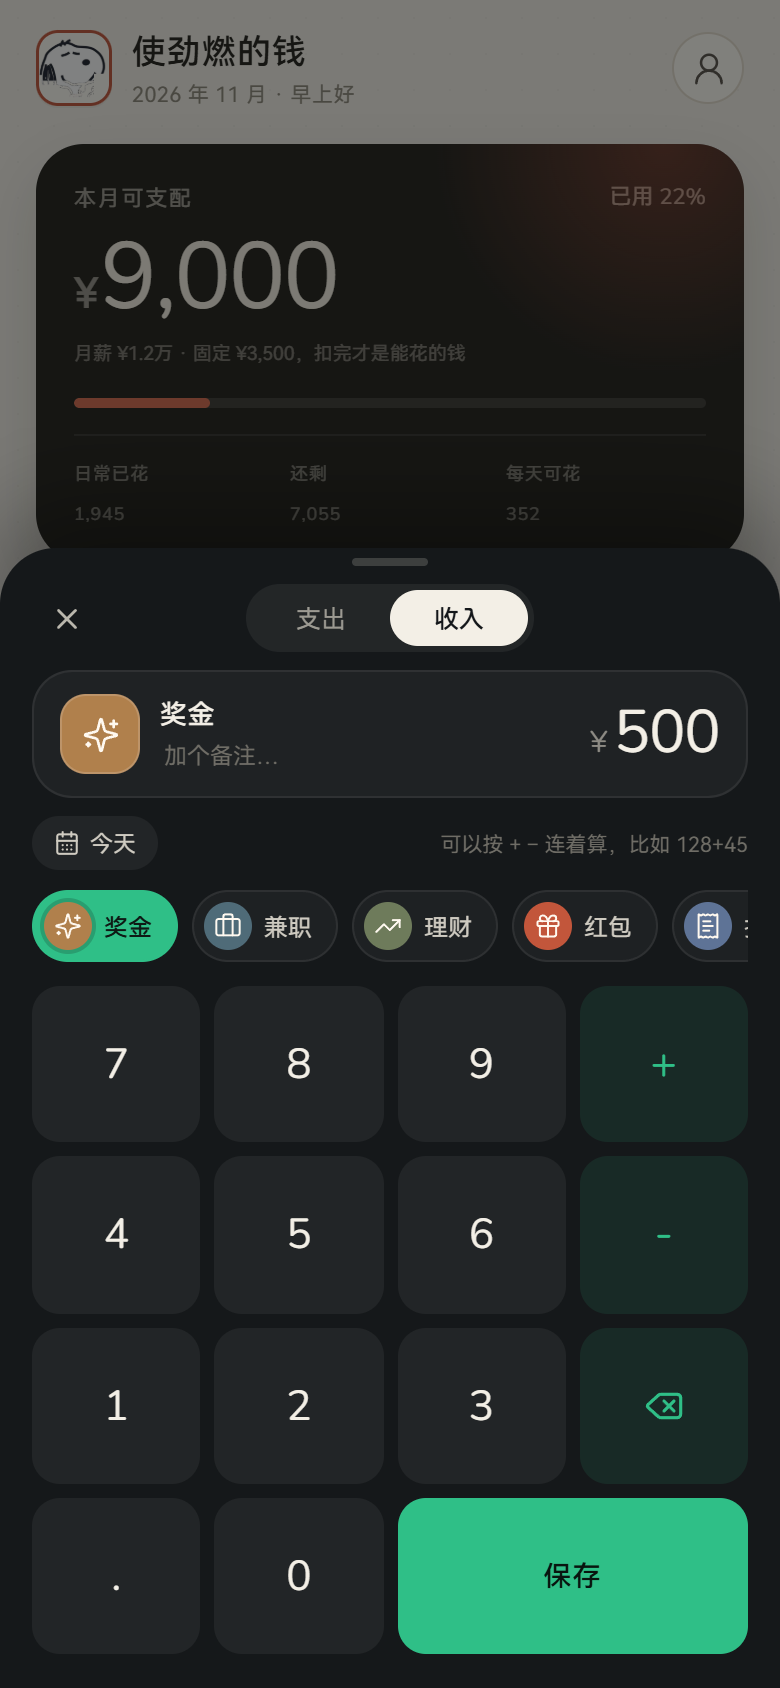 使劲燃的钱
2026 年 11 月 · 早上好
本月可支配
已用 22%
¥9,000
月薪 ¥1.2万 · 固定 ¥3,500，扣完才是能花的钱
日常已花 还剩 每天可花
1,945 7,055 352
支出 收入
奖金
加个备注…
¥ 500
今天
可以按 + − 连着算，比如 128+45
奖金 兼职 理财 红包
7 8 9 +
4 5 6 -
1 2 3
. 0 保存